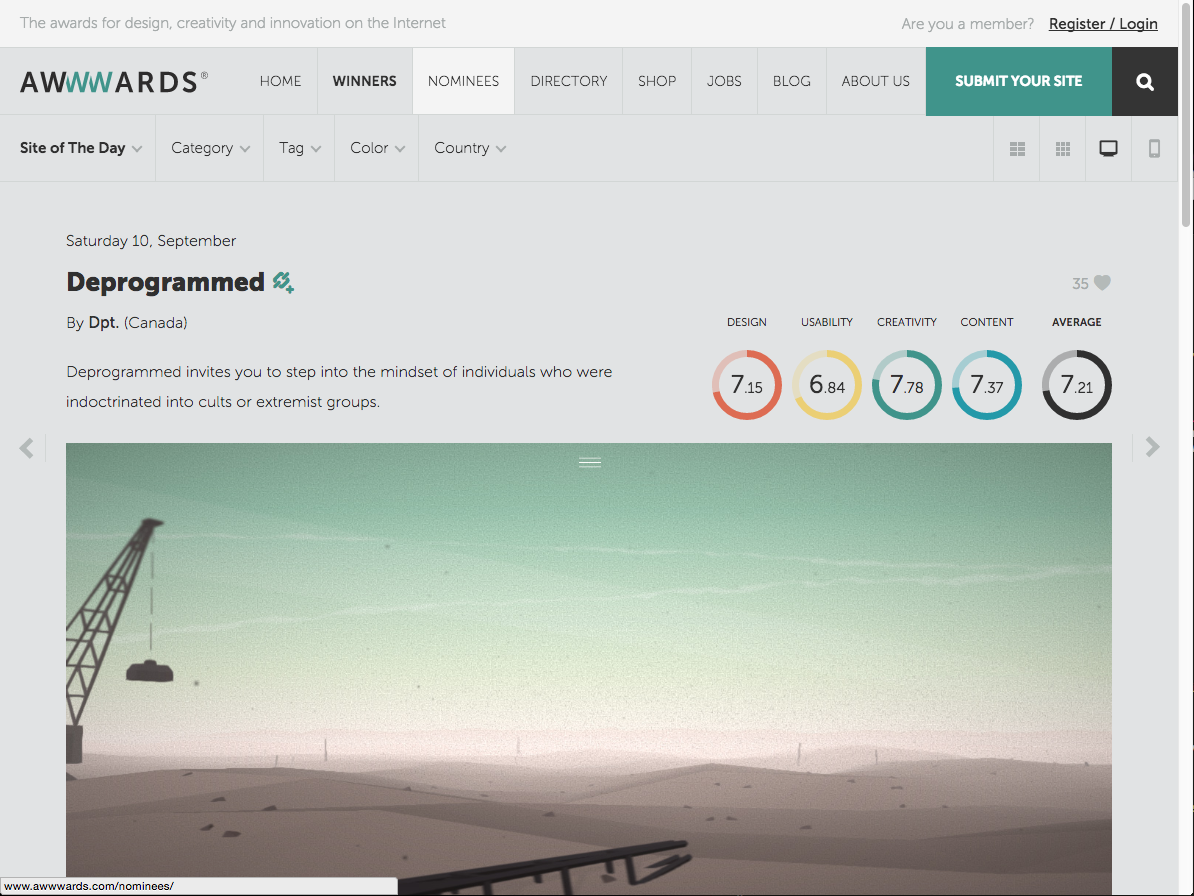 The awards for design, creativity and innovation on the Internet
Are you a member? Register / Login
AWWWARDS® HOME WINNERS NOMINEES DIRECTORY SHOP JOBS BLOG ABOUT US SUBMIT YOUR SITE
Site of The Day Category Tag Color Country
Saturday 10, September
Deprogrammed
35
By Dpt. (Canada)
DESIGN USABILITY CREATIVITY CONTENT AVERAGE
7.15 6.84 7.78 7.37 7.21
Deprogrammed invites you to step into the mindset of individuals who were
indoctrinated into cults or extremist groups.
www.awwwards.com/nominees/